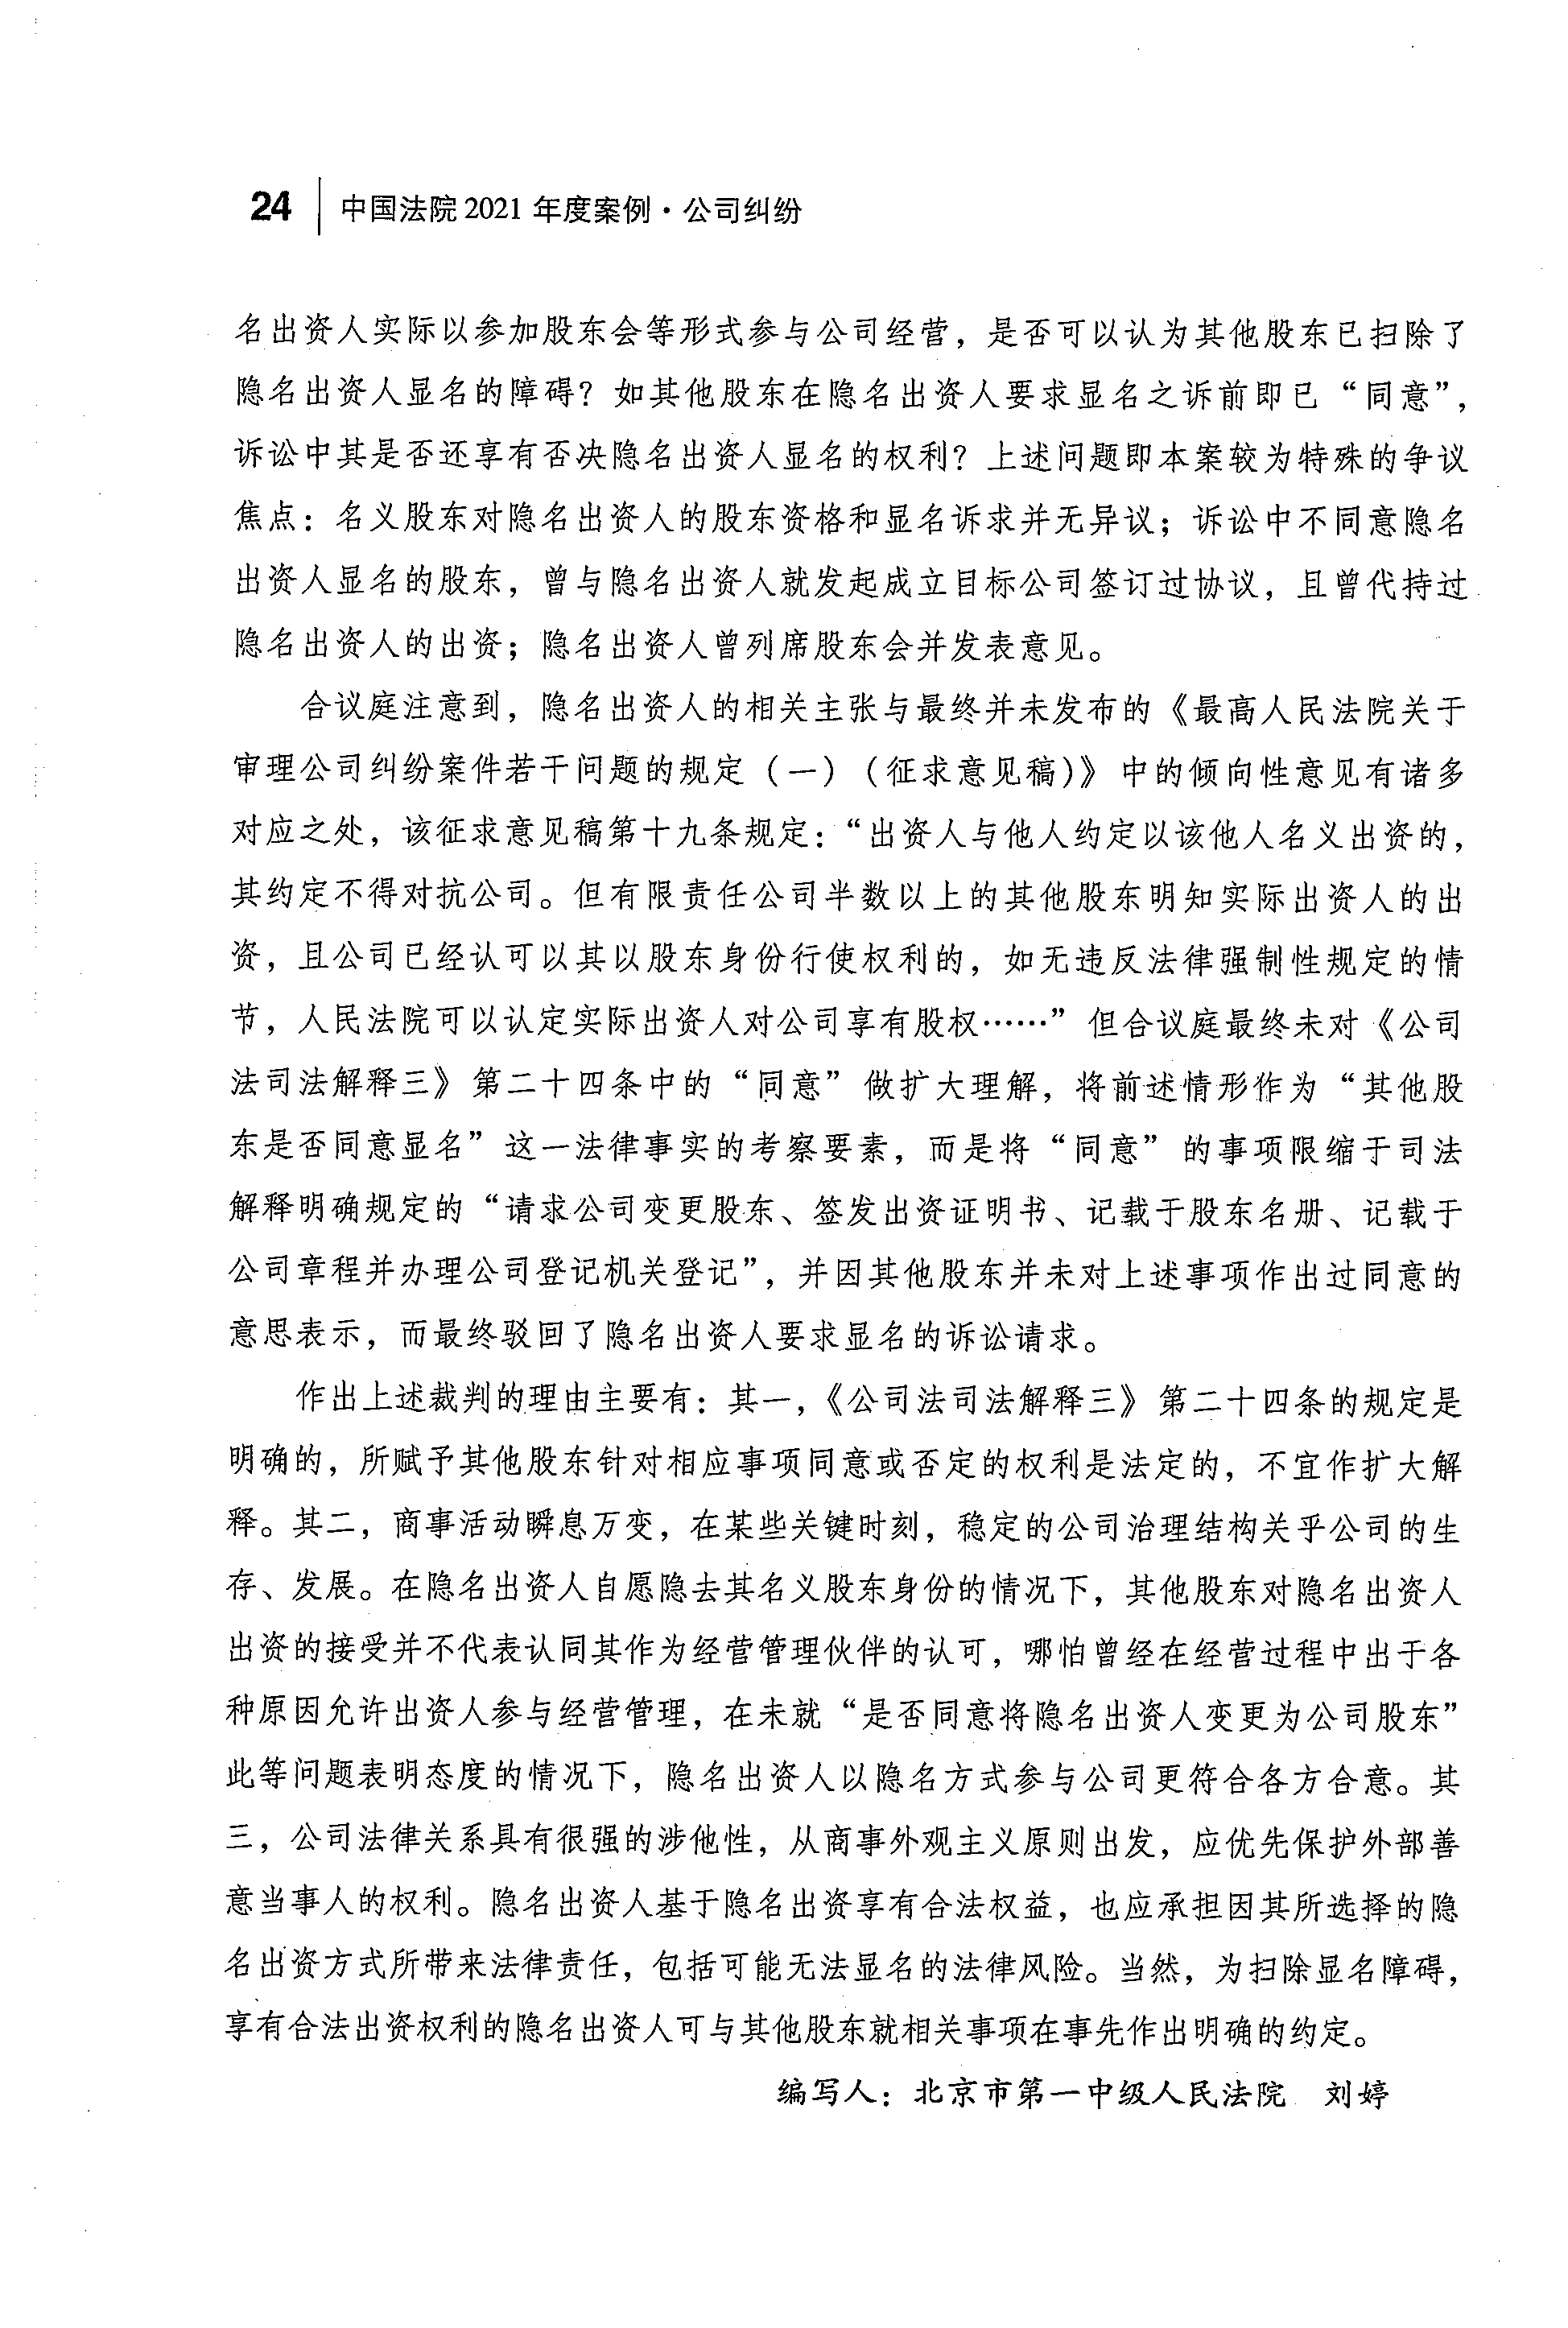 24 中国法院2021年度案例·公司纠纷
名出资人实际以参加股东会等形式参与公司经营，是否可以认为其他股东已扫除了
隐名出资人显名的障碍？如其他股东在隐名出资人要求显名之诉前即已“同意”，
诉讼中其是否还享有否决隐名出资人显名的权利？上述问题即本案较为特殊的争议
焦点：名义股东对隐名出资人的股东资格和显名诉求并无异议；诉讼中不同意隐名
出资人显名的股东，曾与隐名出资人就发起成立目标公司签订过协议，且曾代持过
隐名出资人的出资；隐名出资人曾列席股东会并发表意见。
合议庭注意到，隐名出资人的相关主张与最终并未发布的《最高人民法院关于
审理公司纠纷案件若干问题的规定（一）（征求意见稿）》中的倾向性意见有诸多
对应之处，该征求意见稿第十九条规定：“出资人与他人约定以该他人名义出资的，
其约定不得对抗公司。但有限责任公司半数以上的其他股东明知实际出资人的出
资，且公司已经认可以其以股东身份行使权利的，如无违反法律强制性规定的情
节，人民法院可以认定实际出资人对公司享有股权……”但合议庭最终未对《公司
法司法解释三》第二十四条中的“同意”做扩大理解，将前述情形作为“其他股
东是否同意显名”这一法律事实的考察要素，而是将“同意”的事项限缩于司法
解释明确规定的“请求公司变更股东、签发出资证明书、记载于股东名册、记载于
公司章程并办理公司登记机关登记”，并因其他股东并未对上述事项作出过同意的
意思表示，而最终驳回了隐名出资人要求显名的诉讼请求。
作出上述裁判的理由主要有：其一，《公司法司法解释三》第二十四条的规定是
明确的，所赋予其他股东针对相应事项同意或否定的权利是法定的，不宜作扩大解
释。其二，商事活动瞬息万变，在某些关键时刻，稳定的公司治理结构关乎公司的生
存、发展。在隐名出资人自愿隐去其名义股东身份的情况下，其他股东对隐名出资人
出资的接受并不代表认同其作为经营管理伙伴的认可，哪怕曾经在经营过程中出于各
种原因允许出资人参与经营管理，在未就“是否同意将隐名出资人变更为公司股东”
此等问题表明态度的情况下，隐名出资人以隐名方式参与公司更符合各方合意。其
三，公司法律关系具有很强的涉他性，从商事外观主义原则出发，应优先保护外部善
意当事人的权利。隐名出资人基于隐名出资享有合法权益，也应承担因其所选择的隐
名出资方式所带来法律责任，包括可能无法显名的法律风险。当然，为扫除显名障碍，
享有合法出资权利的隐名出资人可与其他股东就相关事项在事先作出明确的约定。
编写人：北京市第一中级人民法院 刘婷